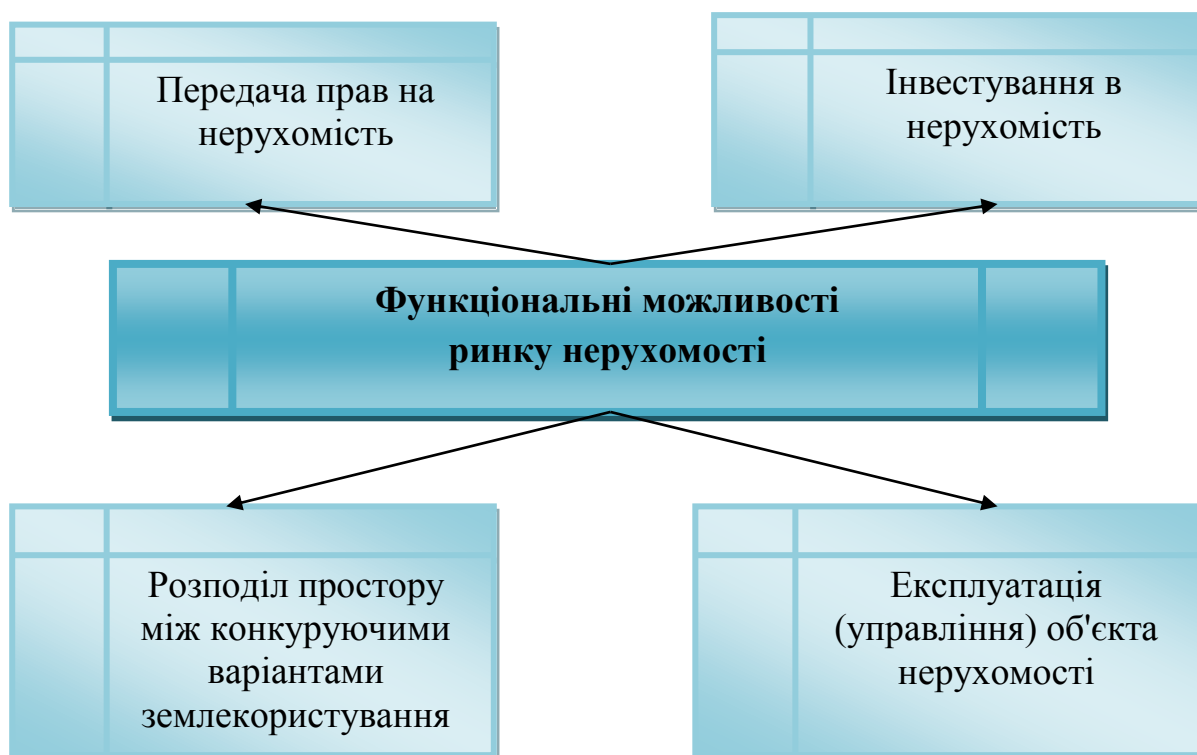 Передача прав на
нерухомість
Інвестування в
нерухомість
Функціональні можливості
ринку нерухомості
Розподіл простору
між конкуруючими
варіантами
землекористування
Експлуатація
(управління) об'єкта
нерухомості